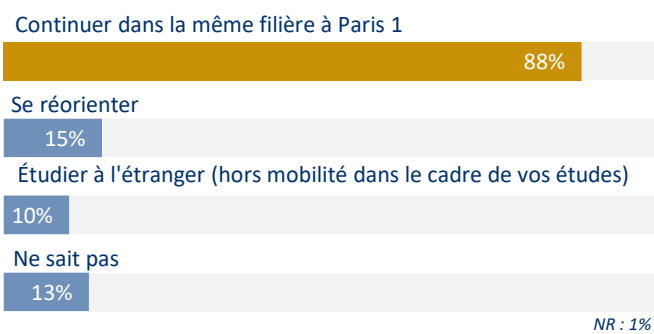 Continuer dans la même filière à Paris 1
88%
Se réorienter
15%
Étudier à l'étranger (hors mobilité dans le cadre de vos études)
10%
Ne sait pas
13%
NR : 1%